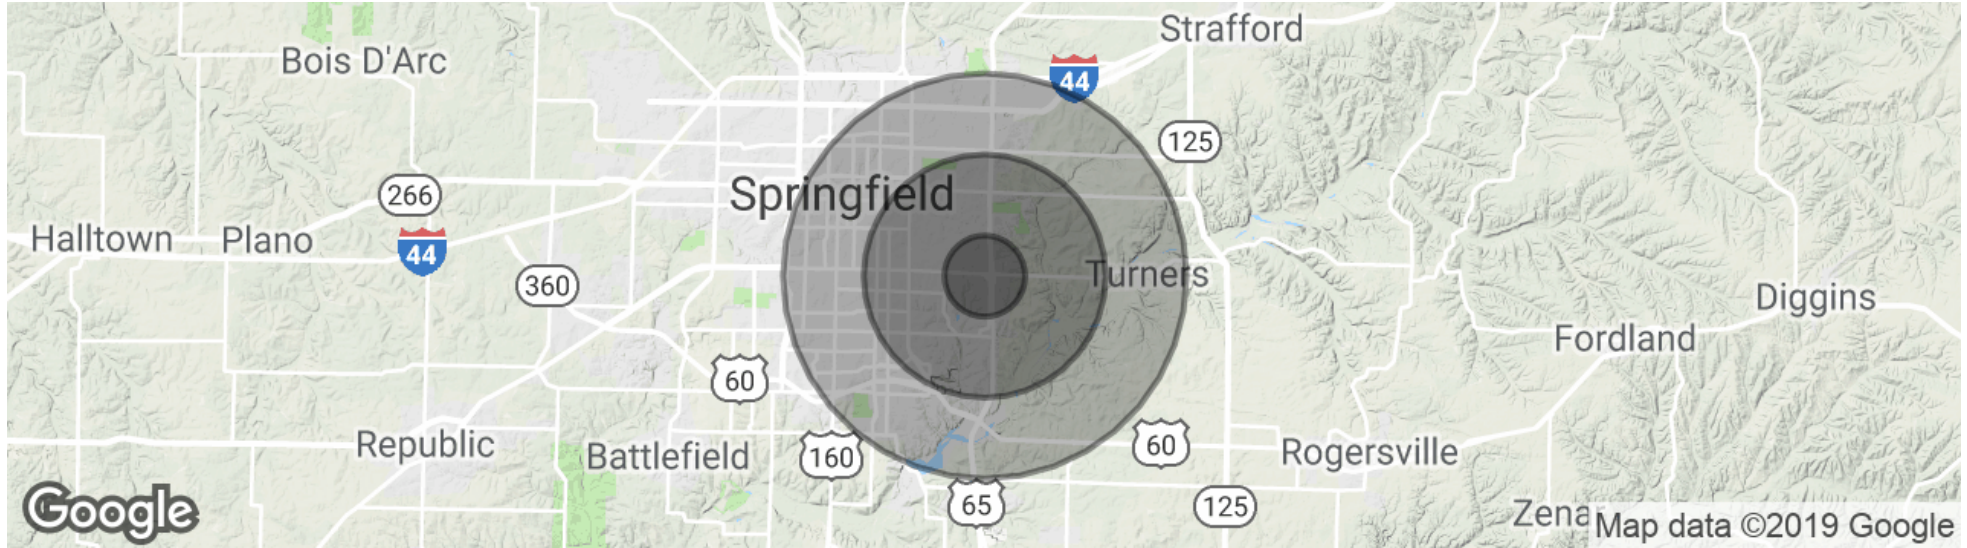 Strafford
Bois D'Arc
44
125
266
Springfield
Halltown
Plano
44
360
Turners
Diggins
Fordland
60
Republic
Battlefield
160
60
Rogersville
65
125
Google
Zena
Map data ©2019 Google